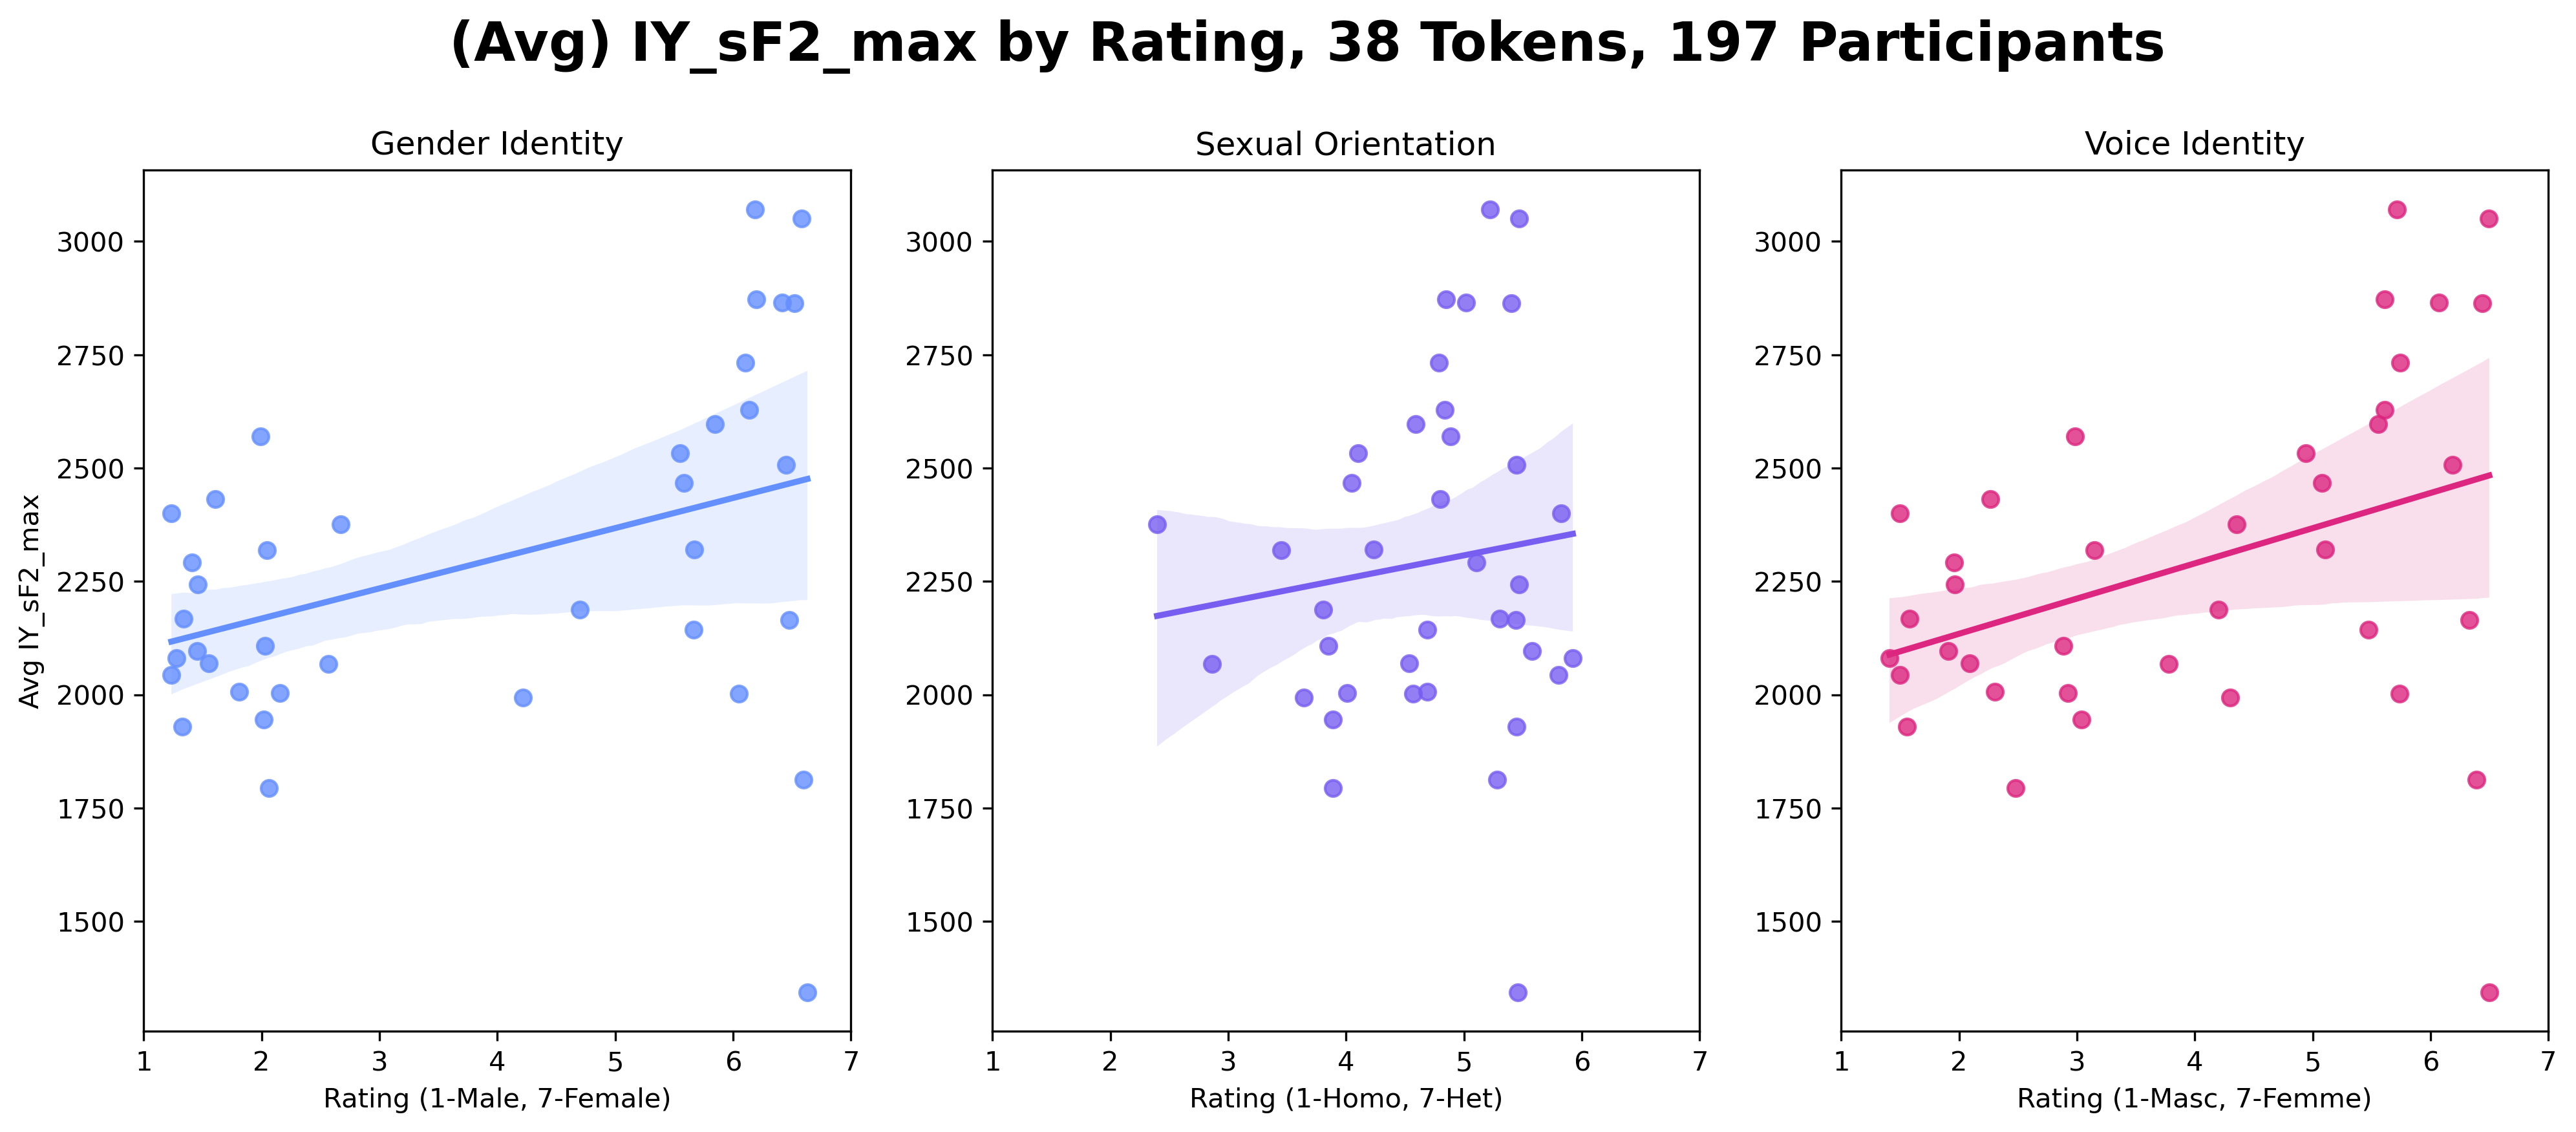 (Avg) IY_sF2_max by Rating, 38 Tokens, 197 Participants
Gender Identity
Sexual Orientation
Voice Identity
Avg IY_sF2_max
3000
2750
2500
2250
2000
1750
1500
1 2 3 4 5 6 7
Rating (1-Male, 7-Female)
3000
2750
2500
2250
2000
1750
1500
1 2 3 4 5 6 7
Rating (1-Homo, 7-Het)
3000
2750
2500
2250
2000
1750
1500
1 2 3 4 5 6 7
Rating (1-Masc, 7-Femme)